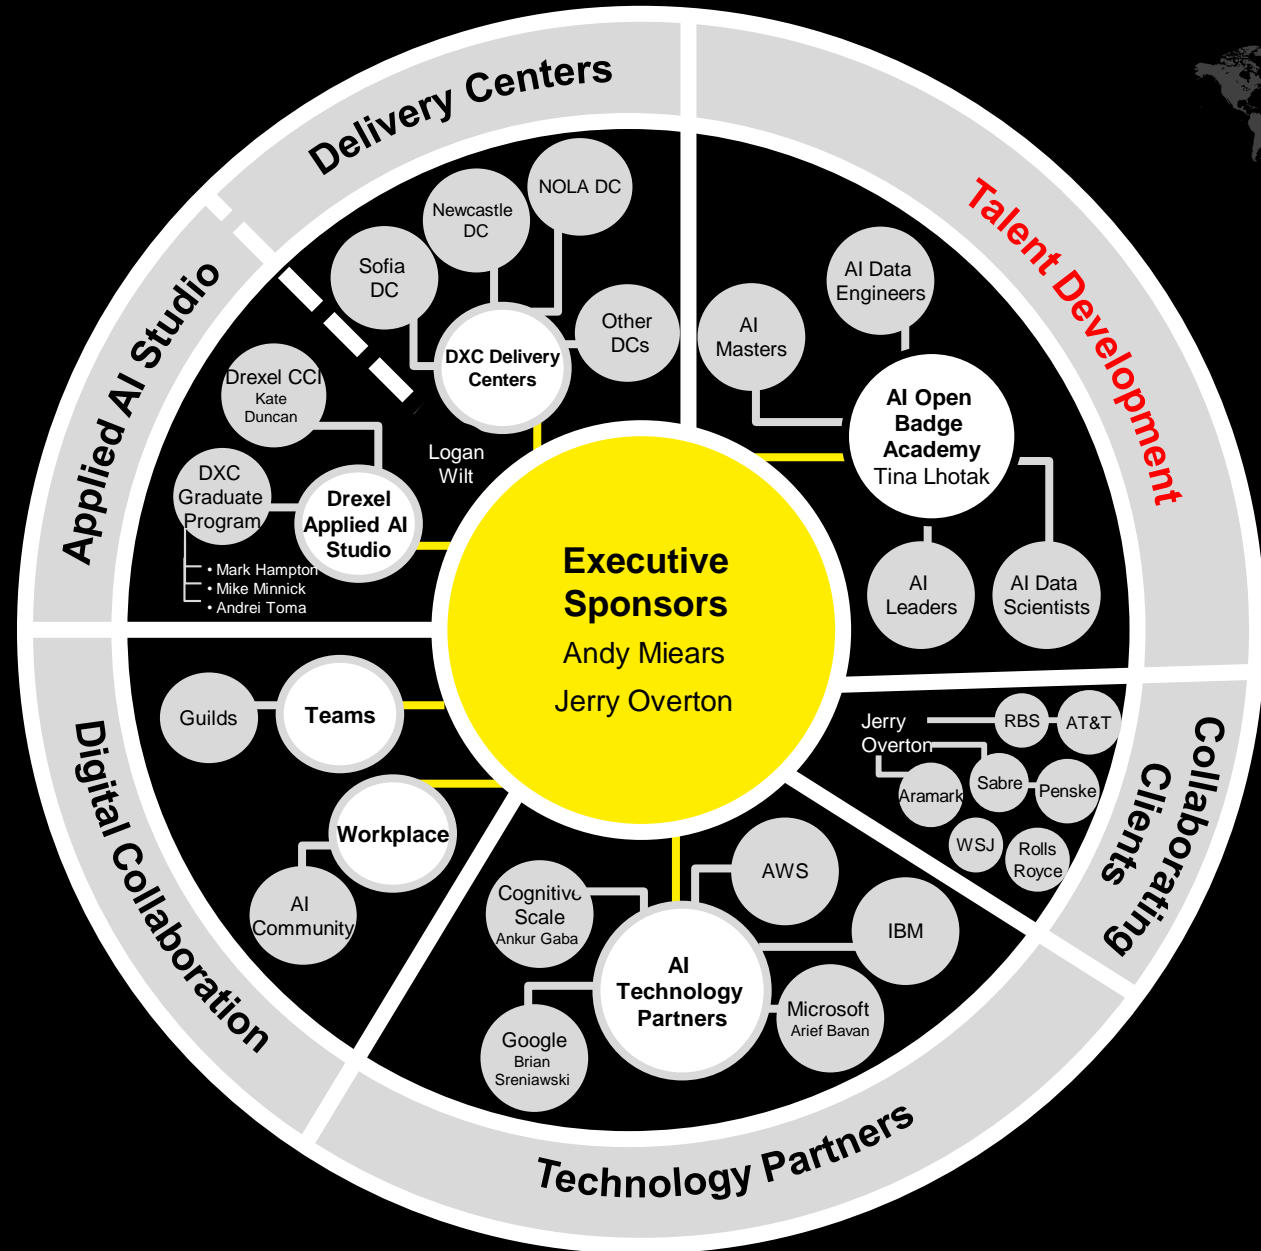 Delivery Centers
Talent Development
Applied AI Studio
Digital Collaboration
Technology Partners
Collaborating
Clients
NOLA DC
Newcastle
DC
Sofia
DC
Other
DCs
DXC Delivery
Centers
Logan
Wilt
Drexel CCI
Kate
Duncan
DXC
Graduate
Program
• Mark Hampton
• Mike Minnick
• Andrei Toma
Drexel
Applied AI
Studio
AI Data
Engineers
AI
Masters
AI Open
Badge
Academy
Tina Lhotak
AI
Leaders
AI Data
Scientists
Executive
Sponsors
Andy Miears
Jerry Overton
Guilds
Teams
Workplace
AI
Community
Jerry
Overton
RBS
AT&T
Aramark
Sabre
Penske
WSJ
Rolls
Royce
Cognitive
Scale
Ankur Gaba
AWS
IBM
AI
Technology
Partners
Microsoft
Arief Bavan
Google
Brian
Sreniawski